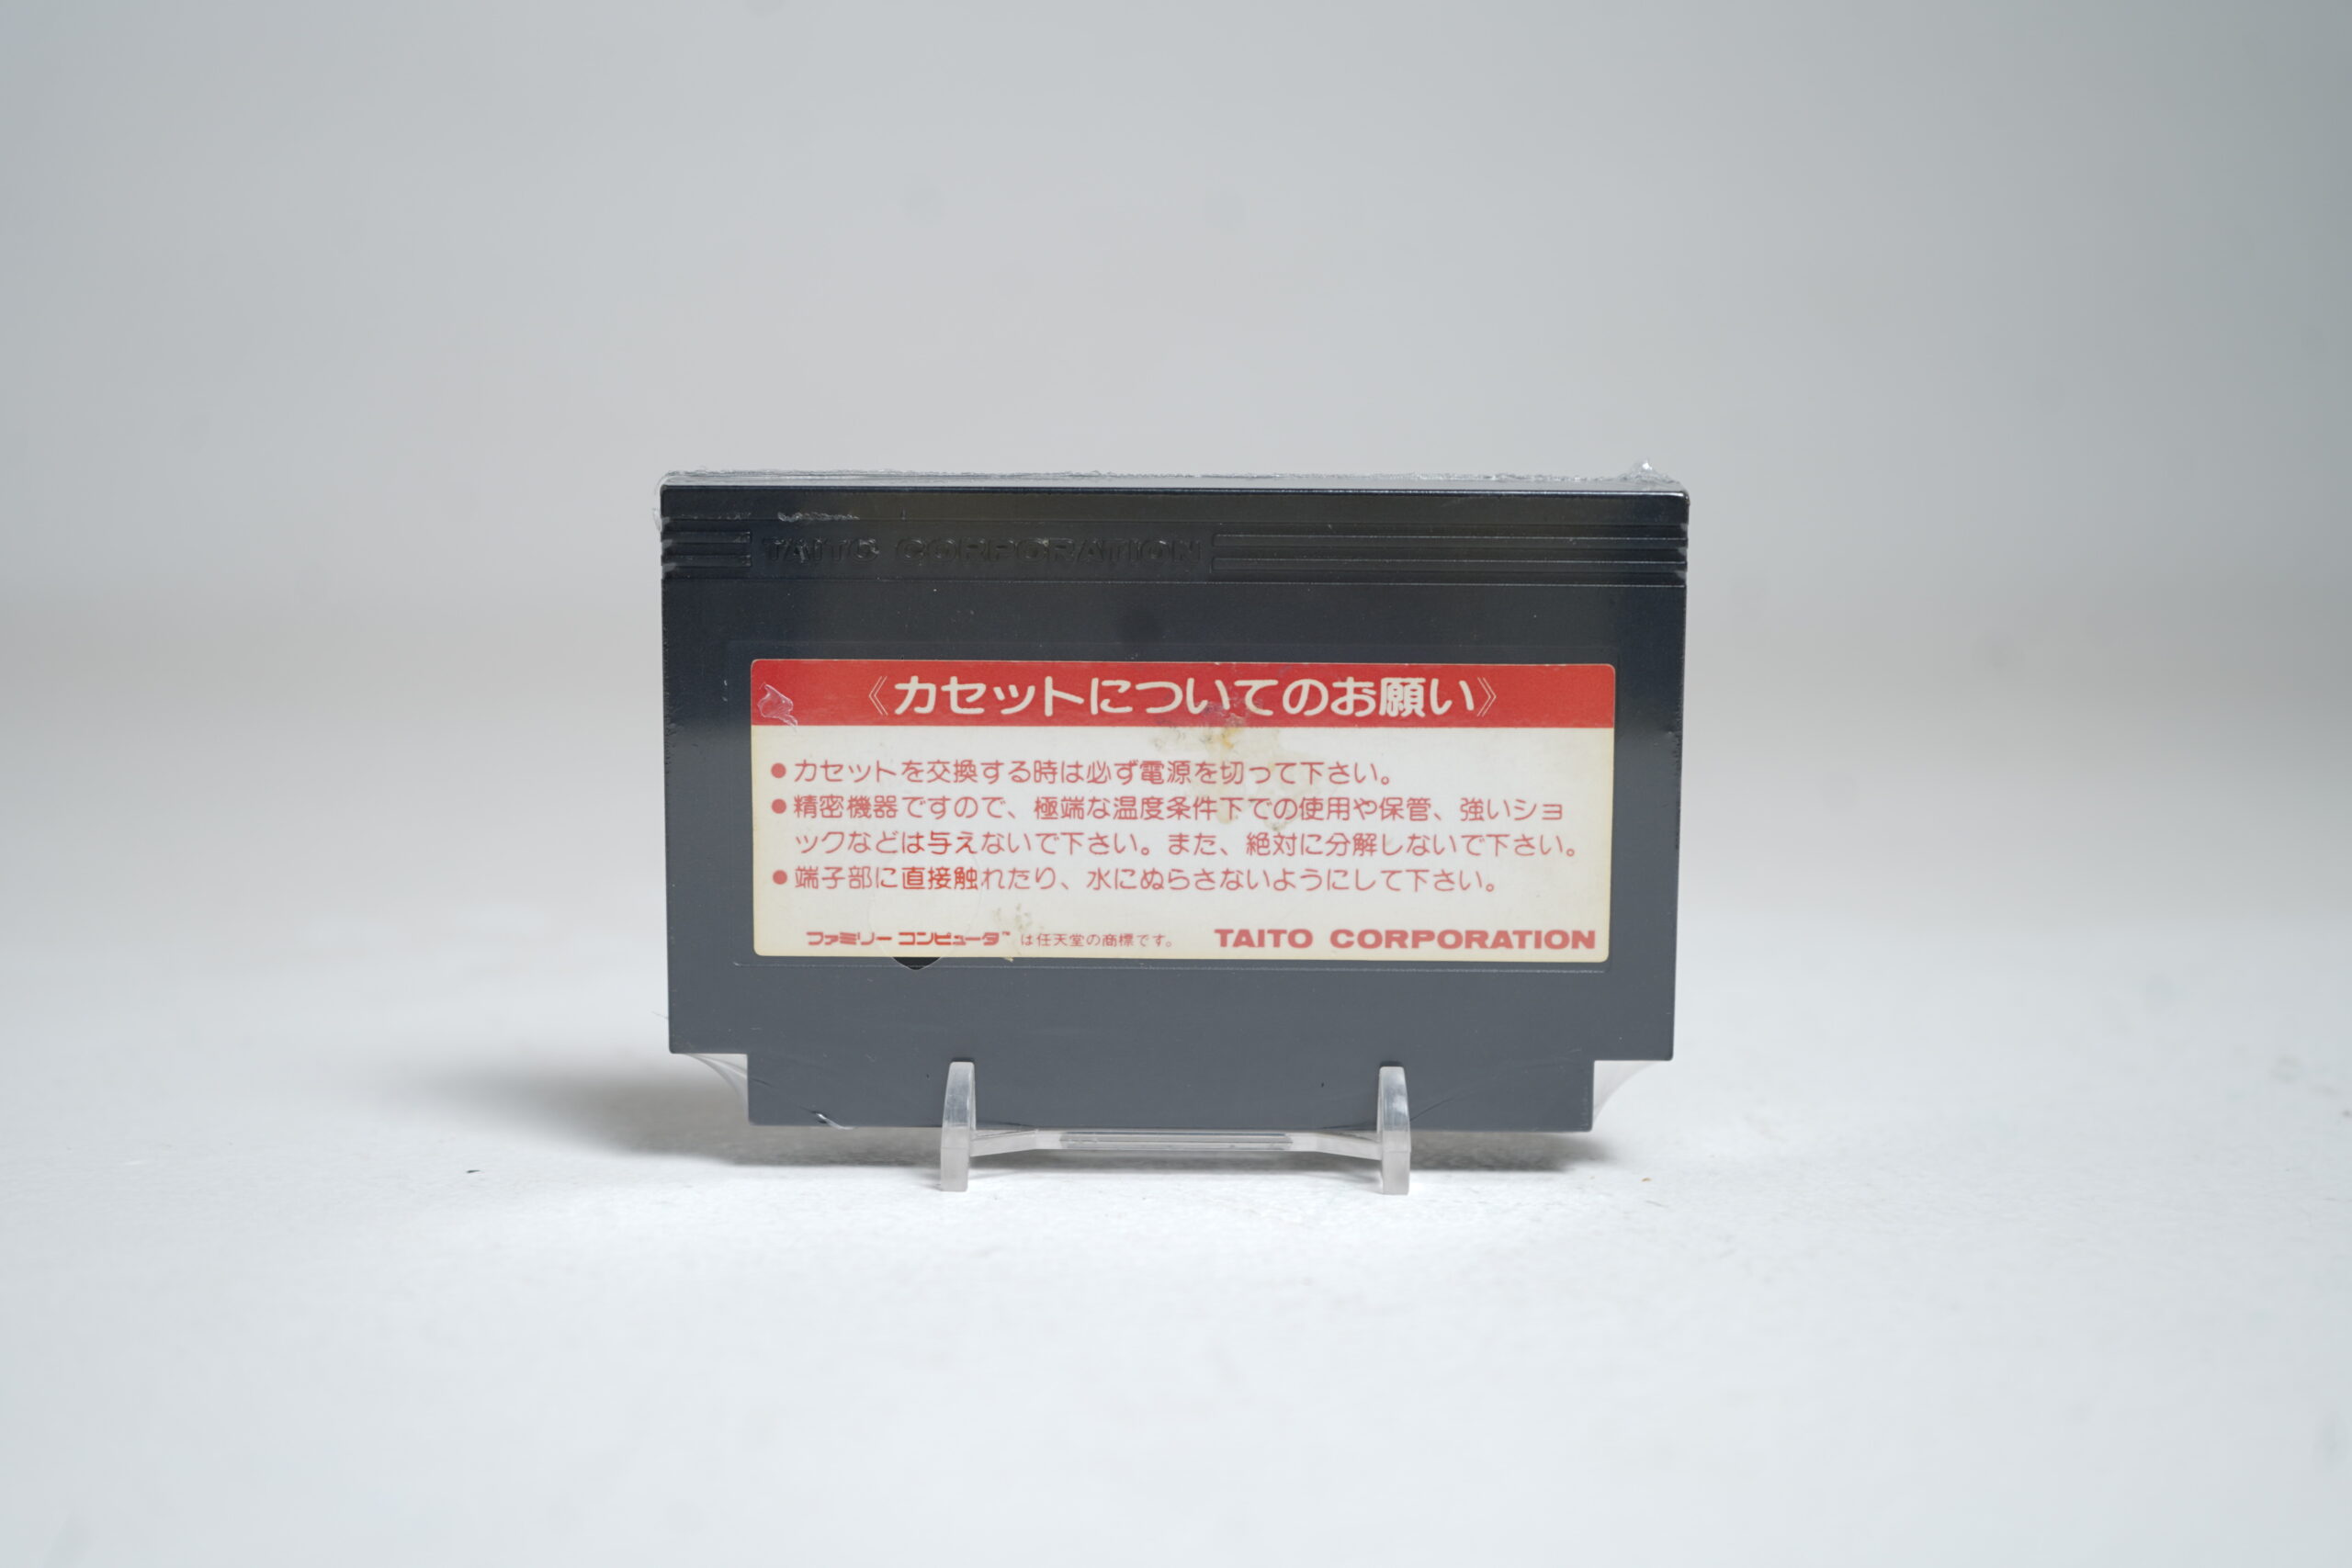 TAITO CORPORATION
《カセットについてのお願い》
●カセットを交換する時は必ず電源を切って下さい。
●精密機器ですので、極端な温度条件下での使用や保管、強いショ
ックなどは与えないで下さい。また、絶対に分解しないで下さい。
●端子部に直接触れたり、水にぬらさないようにして下さい。
ファミリー コンピュータ™ は任天堂の商標です。 TAITO CORPORATION